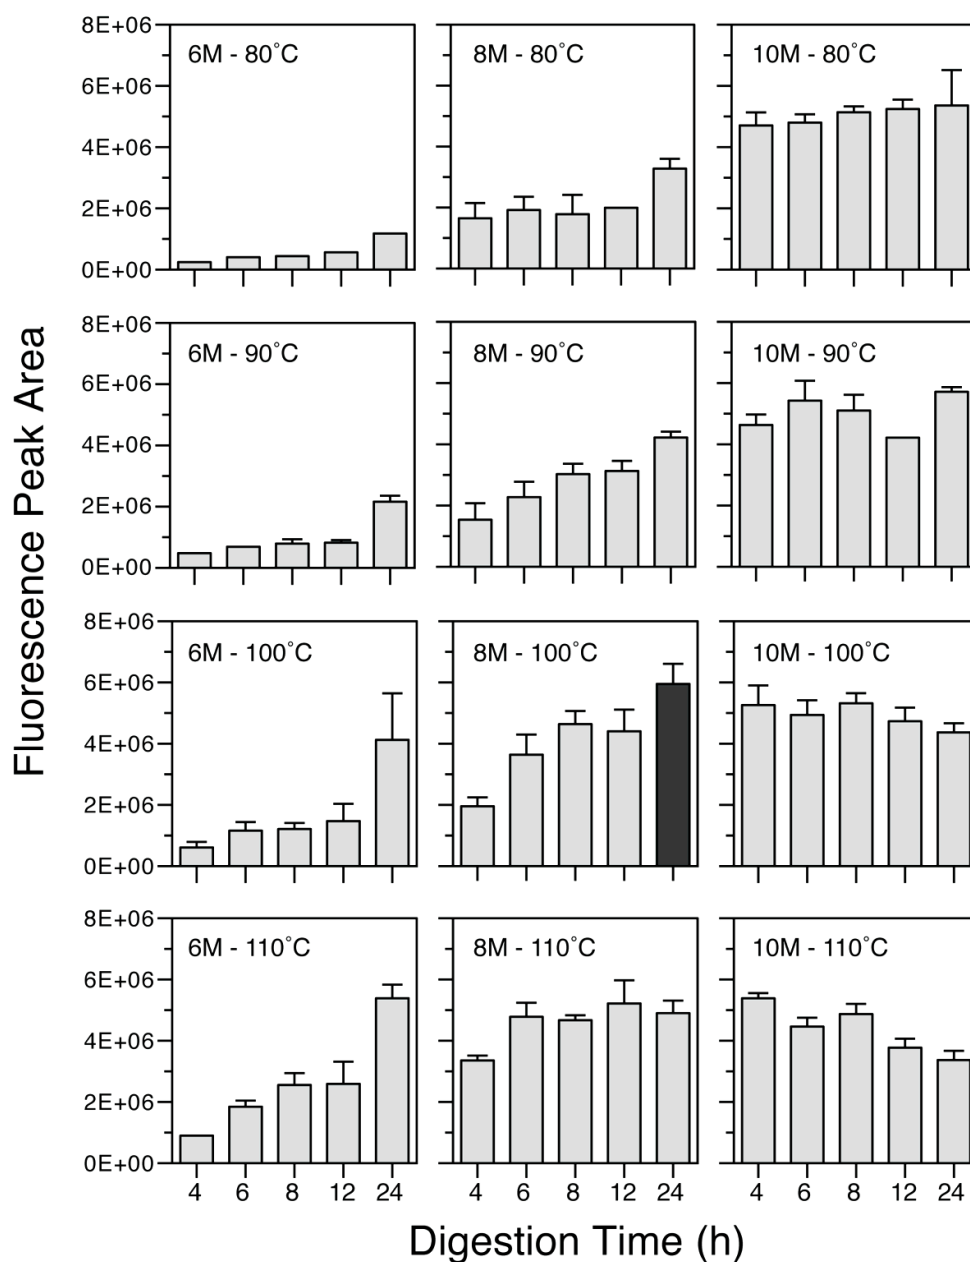 Fluorescence Peak Area
8E+06
6E+06
4E+06
2E+06
0E+00
6M - 80˚C
8M - 80˚C
10M - 80˚C
8E+06
6E+06
4E+06
2E+06
0E+00
6M - 90˚C
8M - 90˚C
10M - 90˚C
8E+06
6E+06
4E+06
2E+06
0E+00
6M - 100˚C
8M - 100˚C
10M - 100˚C
8E+06
6E+06
4E+06
2E+06
0E+00
6M - 110˚C
8M - 110˚C
10M - 110˚C
4 6 8 12 24
4 6 8 12 24
4 6 8 12 24
Digestion Time (h)